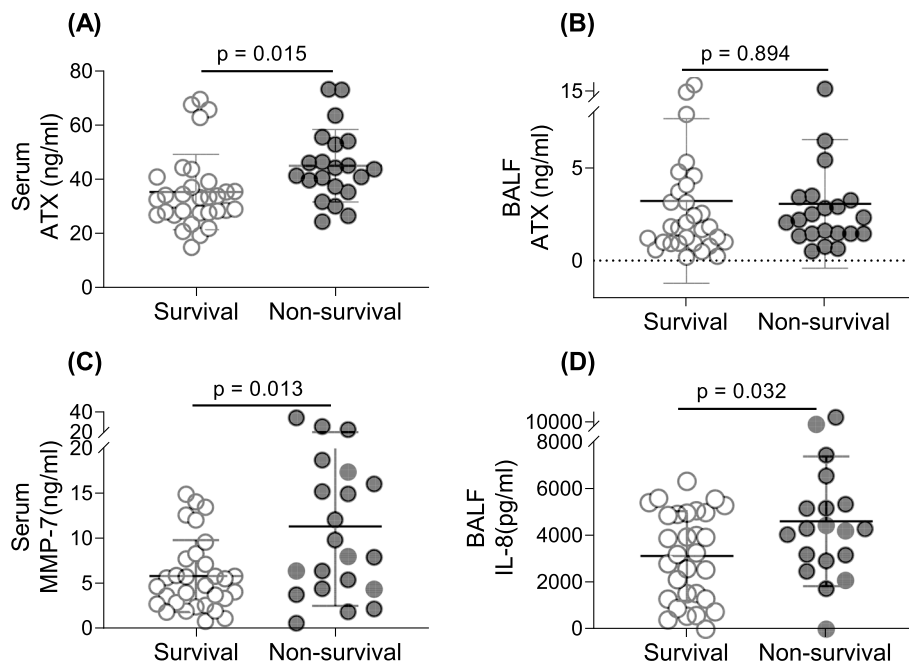 (A)
p = 0.015
Serum
ATX (ng/ml)
80
60
40
20
0
Survival Non-survival
(B)
p = 0.894
BALF
ATX (ng/ml)
15
5
0
Survival Non-survival
(C)
p = 0.013
Serum
MMP-7(ng/ml)
40
20
20
15
10
5
0
Survival Non-survival
(D)
p = 0.032
BALF
IL-8(pg/ml)
10000
8000
6000
4000
2000
0
Survival Non-survival